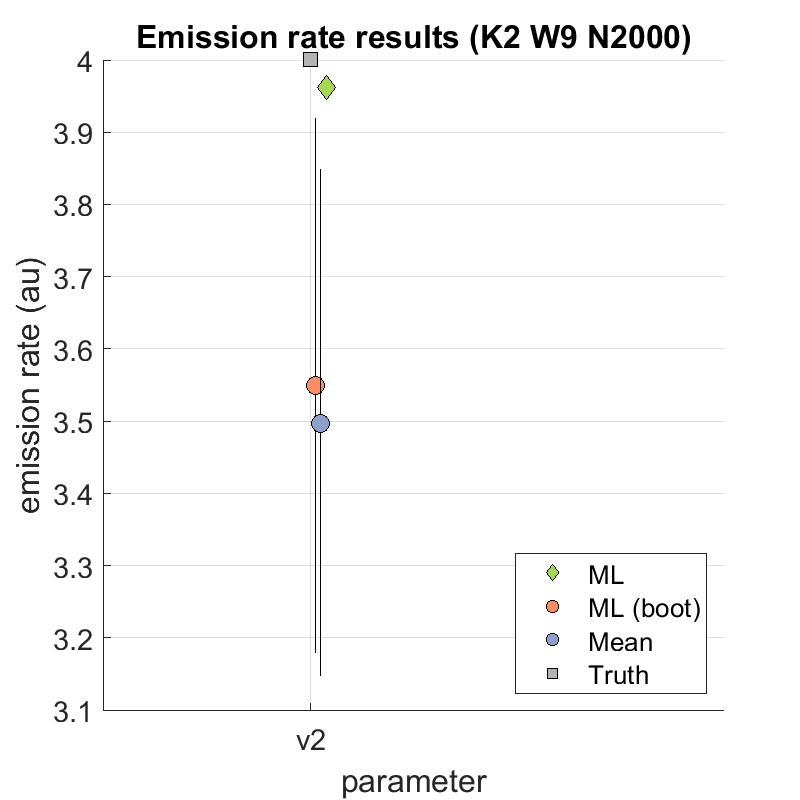 Emission rate results (K2 W9 N2000)
4
3.9
3.8
3.7
3.6
3.5
3.4
3.3
3.2
3.1
emission rate (au)
ML
ML (boot)
Mean
Truth
v2
parameter